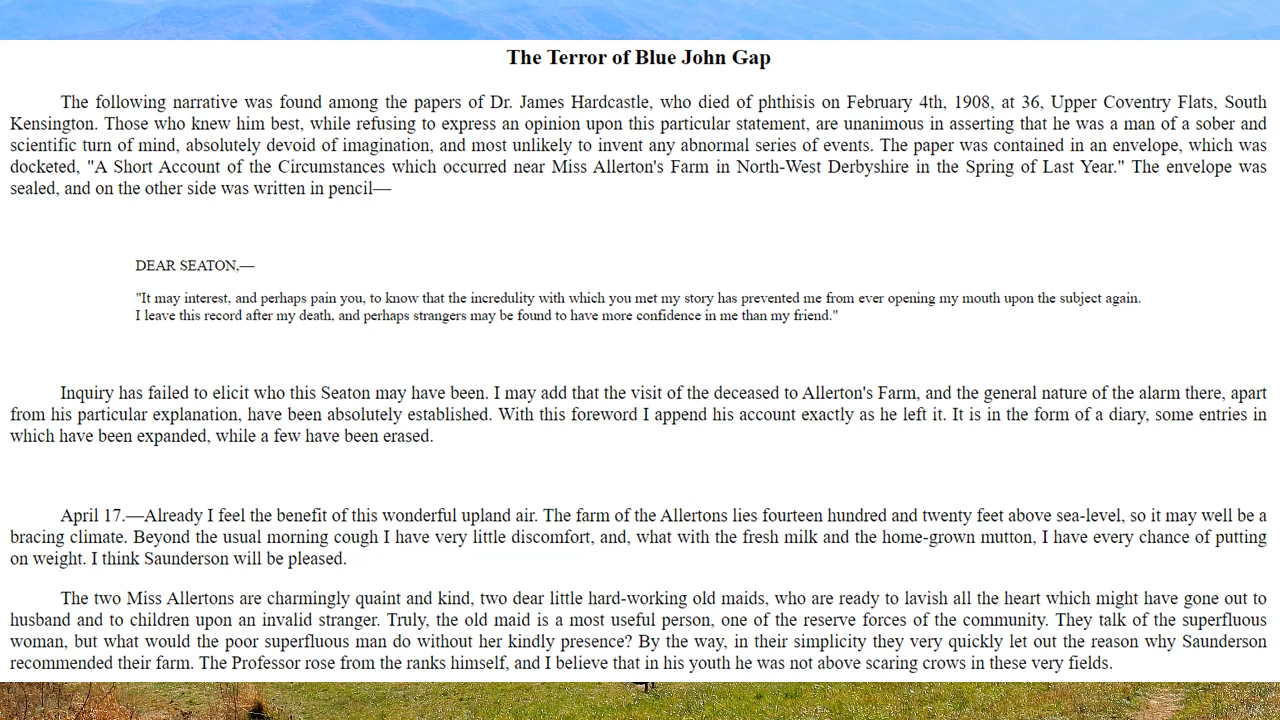 The Terror of Blue John Gap
The following narrative was found among the papers of Dr. James Hardcastle, who died of phthisis on February 4th, 1908, at 36, Upper Coventry Flats, South
Kensington. Those who knew him best, while refusing to express an opinion upon this particular statement, are unanimous in asserting that he was a man of a sober and
scientific turn of mind, absolutely devoid of imagination, and most unlikely to invent any abnormal series of events. The paper was contained in an envelope, which was
docketed, "A Short Account of the Circumstances which occurred near Miss Allerton's Farm in North-West Derbyshire in the Spring of Last Year." The envelope was
sealed, and on the other side was written in pencil—
DEAR SEATON,—
"It may interest, and perhaps pain you, to know that the incredulity with which you met my story has prevented me from ever opening my mouth upon the subject again.
I leave this record after my death, and perhaps strangers may be found to have more confidence in me than my friend."
Inquiry has failed to elicit who this Seaton may have been. I may add that the visit of the deceased to Allerton's Farm, and the general nature of the alarm there, apart
from his particular explanation, have been absolutely established. With this foreword I append his account exactly as he left it. It is in the form of a diary, some entries in
which have been expanded, while a few have been erased.
April 17.—Already I feel the benefit of this wonderful upland air. The farm of the Allertons lies fourteen hundred and twenty feet above sea-level, so it may well be a
bracing climate. Beyond the usual morning cough I have very little discomfort, and, what with the fresh milk and the home-grown mutton, I have every chance of putting
on weight. I think Saunderson will be pleased.
The two Miss Allertons are charmingly quaint and kind, two dear little hard-working old maids, who are ready to lavish all the heart which might have gone out to
husband and to children upon an invalid stranger. Truly, the old maid is a most useful person, one of the reserve forces of the community. They talk of the superfluous
woman, but what would the poor superfluous man do without her kindly presence? By the way, in their simplicity they very quickly let out the reason why Saunderson
recommended their farm. The Professor rose from the ranks himself, and I believe that in his youth he was not above scaring crows in these very fields.